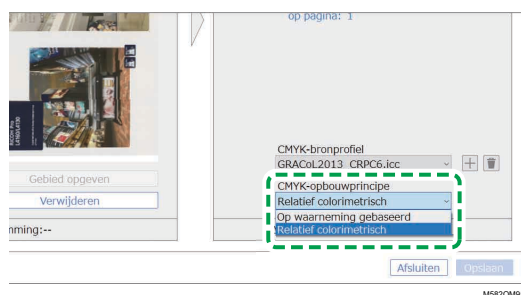 op pagina: 1
RICOH Pro
L4160/L4130
CMYK-bronprofiel
GRACoL2013_CRPC6.icc
Gebied opgeven
CMYK-opbouwprincipe
Verwijderen
Relatief colorimetrisch
Op waarneming gebaseerd
Relatief colorimetrisch
mming:--
Afsluiten
Opslaan
M582QM9